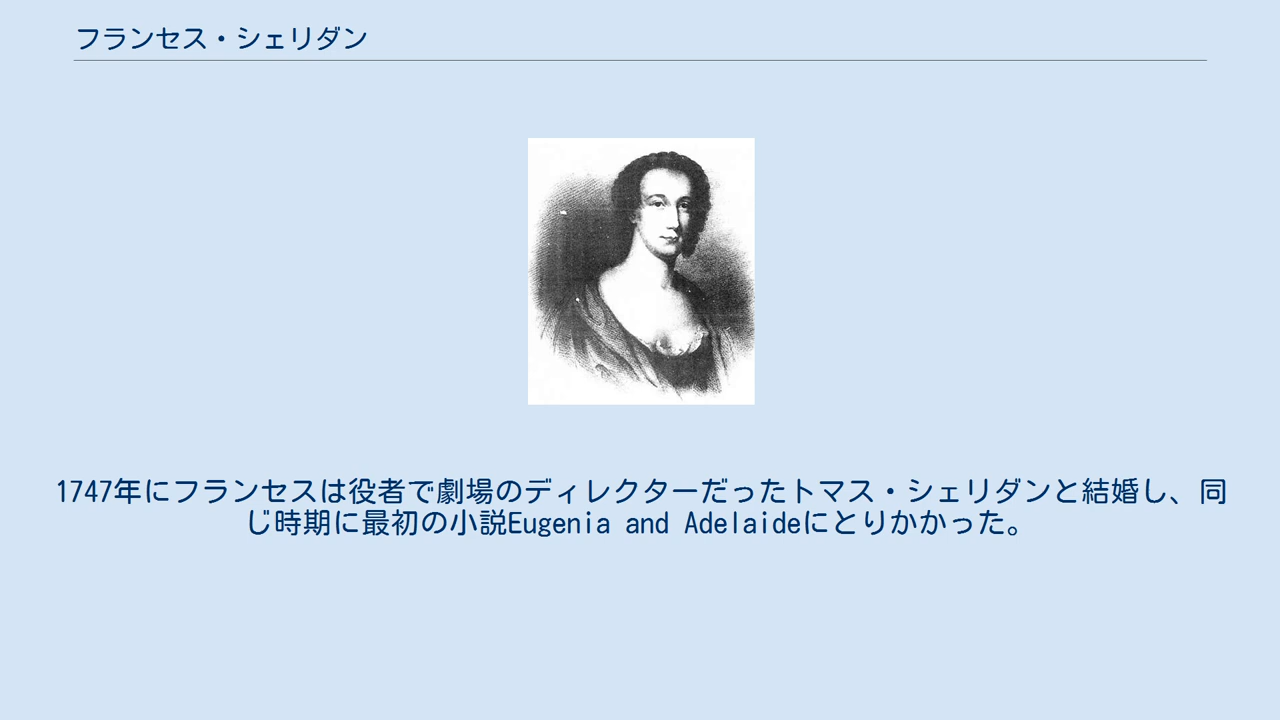 フランセス・シェリダン
1747年にフランセスは役者で劇場のディレクターだったトマス・シェリダンと結婚し、同
じ時期に最初の小説Eugenia and Adelaideにとりかかった。